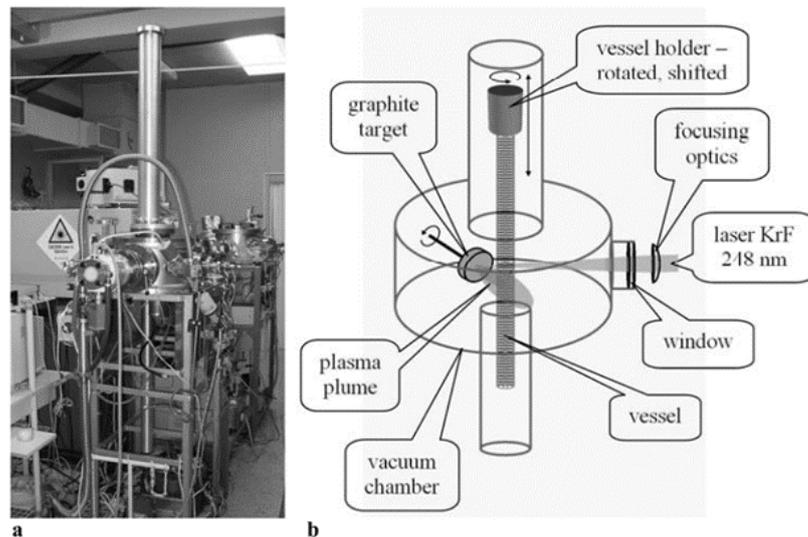 vessel holder –
rotated, shifted
graphite
target
focusing
optics
laser KrF
248 nm
window
plasma
plume
vessel
vacuum
chamber
a
b